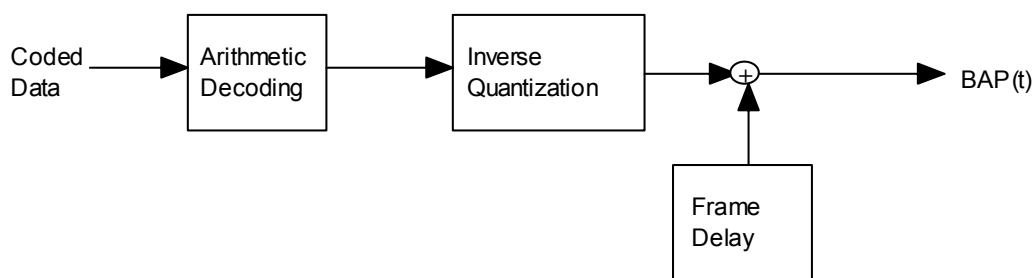 Coded
Data
Arithmetic
Decoding
Inverse
Quantization
+
BAP(t)
Frame
Delay